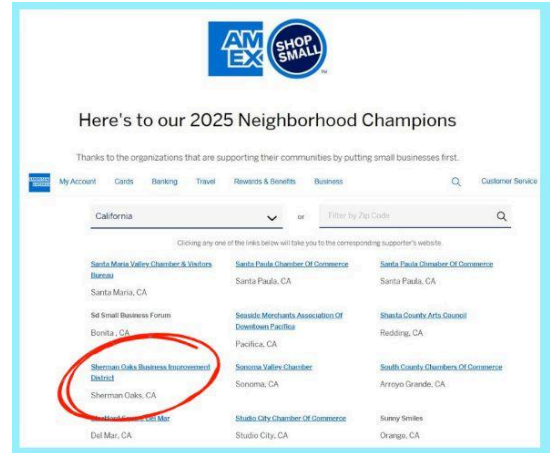 AM
EX
SHOP
SMALL
™
Here's to our 2025 Neighborhood Champions
Thanks to the organizations that are supporting their communities by putting small businesses first.
My Account Cards Banking Travel Rewards & Benefits Business Customer Service
California or Filter by Zip Code
Clicking any one of the links below will take you to the corresponding supporter's website.
Santa Maria Valley Chamber & Visitors
Bureau
Santa Maria, CA
Santa Paula Chamber Of Commerce
Santa Paula, CA
Santa Paula Chmaber Of Commerce
Santa Paula, CA
Sd Small Business Forum
Bonita , CA
Seaside Merchants Association Of
Downtown Pacifica
Pacifica, CA
Shasta County Arts Council
Redding, CA
Sherman Oaks Business Improvement
District
Sherman Oaks, CA
Sonoma Valley Chamber
Sonoma, CA
South County Chambers Of Commerce
Arroyo Grande, CA
Square Del Mar
Del Mar, CA
Studio City Chamber Of Commerce
Studio City, CA
Sunny Smiles
Orange, CA